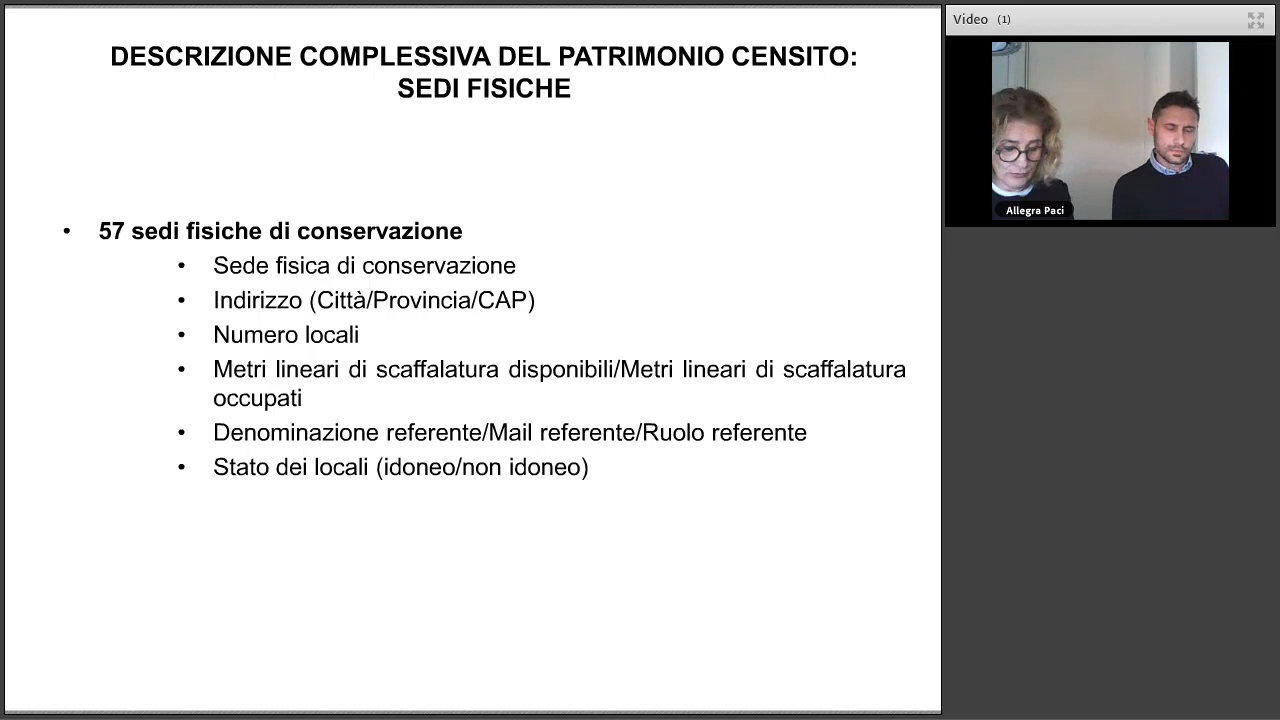 DESCRIZIONE COMPLESSIVA DEL PATRIMONIO CENSITO:
SEDI FISICHE
• 57 sedi fisiche di conservazione
• Sede fisica di conservazione
• Indirizzo (Città/Provincia/CAP)
• Numero locali
• Metri lineari di scaffalatura disponibili/Metri lineari di scaffalatura
occupati
• Denominazione referente/Mail referente/Ruolo referente
• Stato dei locali (idoneo/non idoneo)
Video (1)
Allegra Paci